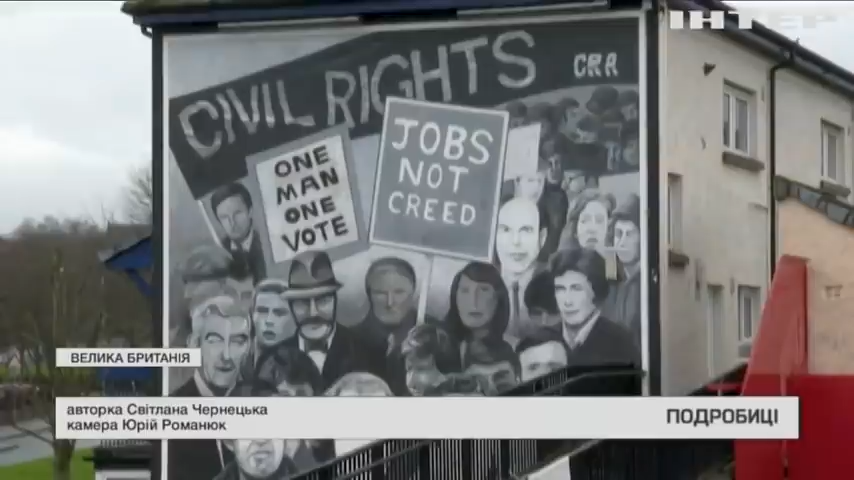 ІНТЕР
CIVIL RIGHTS CRA
ONE
MAN
ONE
VOTE
JOBS
NOT
CREED
ВЕЛИКА БРИТАНІЯ
авторка Світлана Чернецька
камера Юрій Романюк
ПОДРОБИЦІ